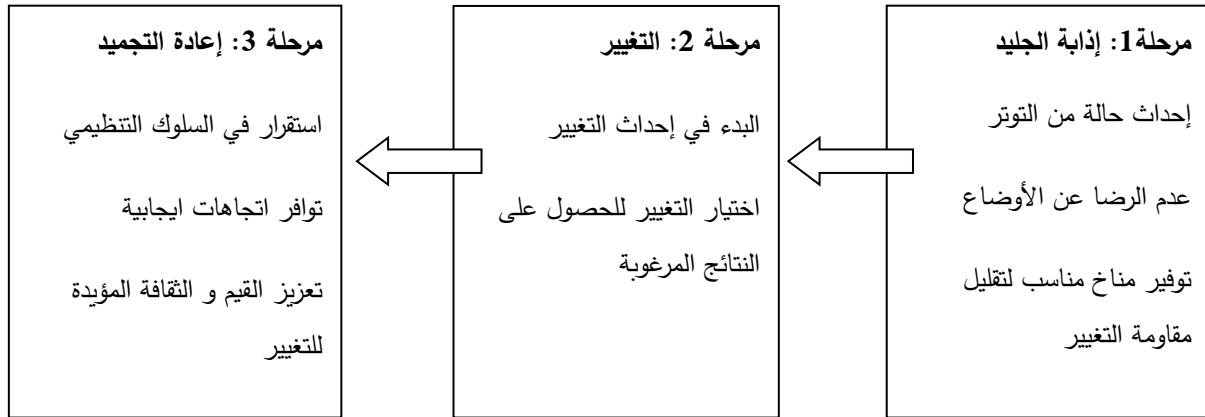 مرحلة1: إذابة الجليد
إحداث حالة من التوتر
عدم الرضا عن الأوضاع
توفير مناخ مناسب لتقليل
مقاومة التغيير
مرحلة 2: التغيير
البدء في إحداث التغيير
اختيار التغيير للحصول على
النتائج المرغوبة
مرحلة 3: إعادة التجميد
استقرار في السلوك التنظيمي
توافر اتجاهات ايجابية
تعزيز القيم و الثقافة المؤيدة
للتغيير